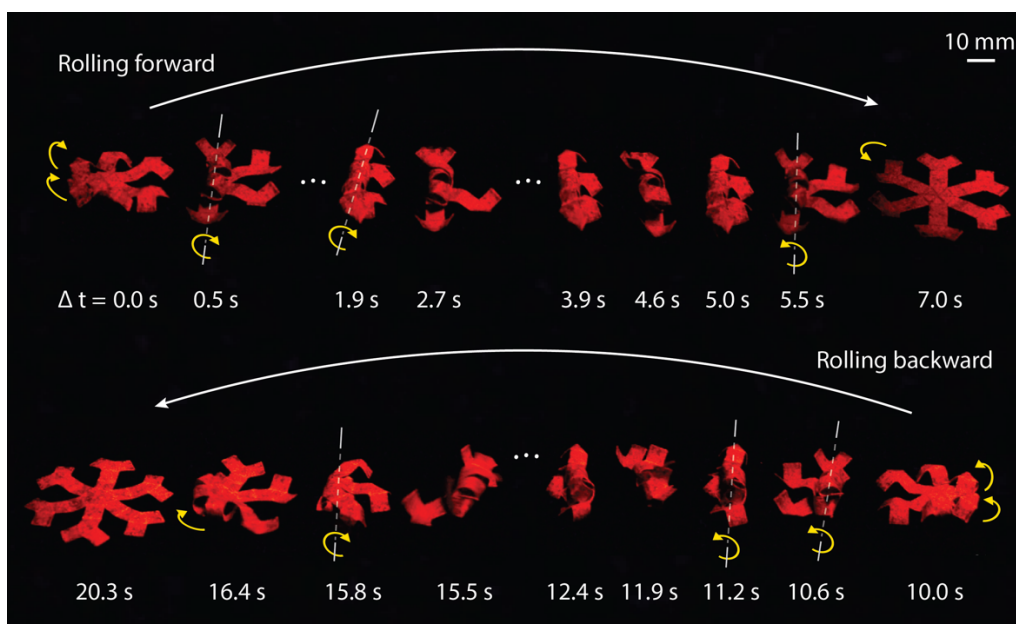 10 mm
Rolling forward
...
...
Δ t = 0.0 s 0.5 s 1.9 s 2.7 s 3.9 s 4.6 s 5.0 s 5.5 s 7.0 s
Rolling backward
...
20.3 s 16.4 s 15.8 s 15.5 s 12.4 s 11.9 s 11.2 s 10.6 s 10.0 s